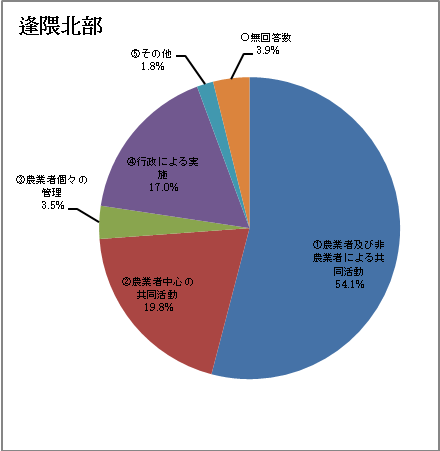 逢隈北部
〇無回答数
3.9%
⑤その他
1.8%
④行政による実
施
17.0%
③農業者個々の
管理
3.5%
①農業者及び非
農業者による共
同活動
54.1%
②農業者中心の
共同活動
19.8%